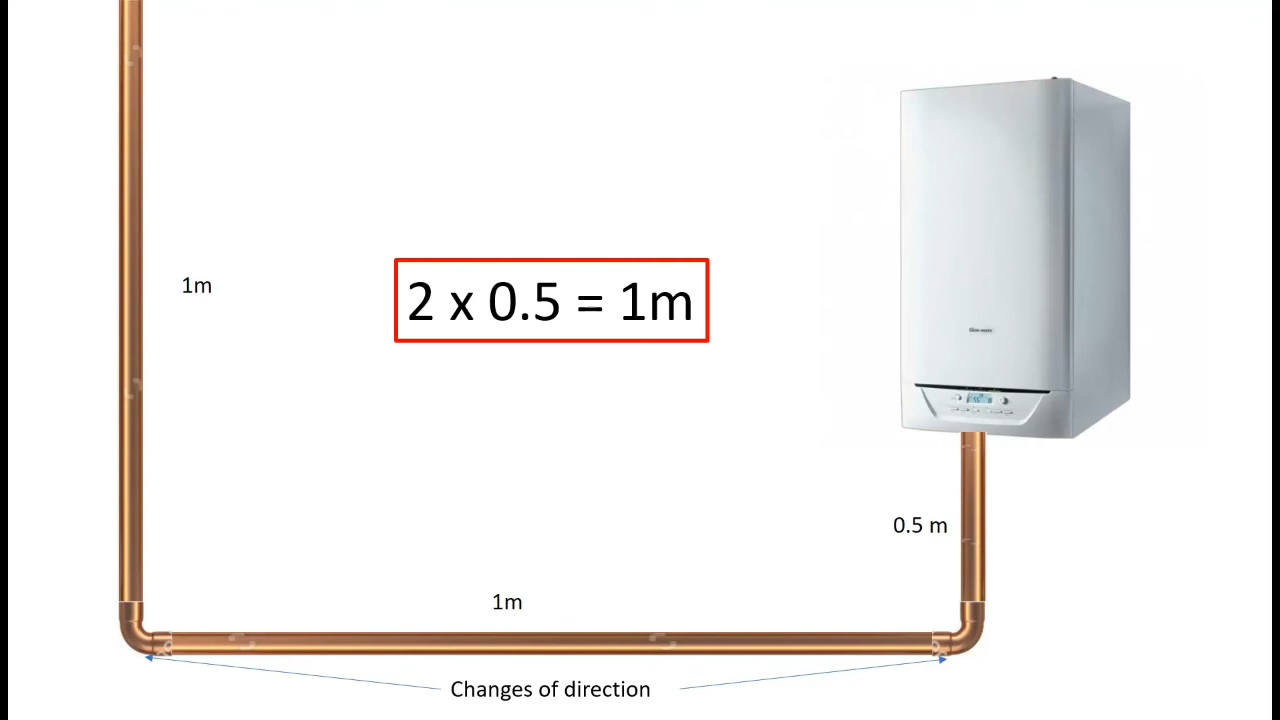 1m
2 x 0.5 = 1m
0.5 m
1m
Changes of direction